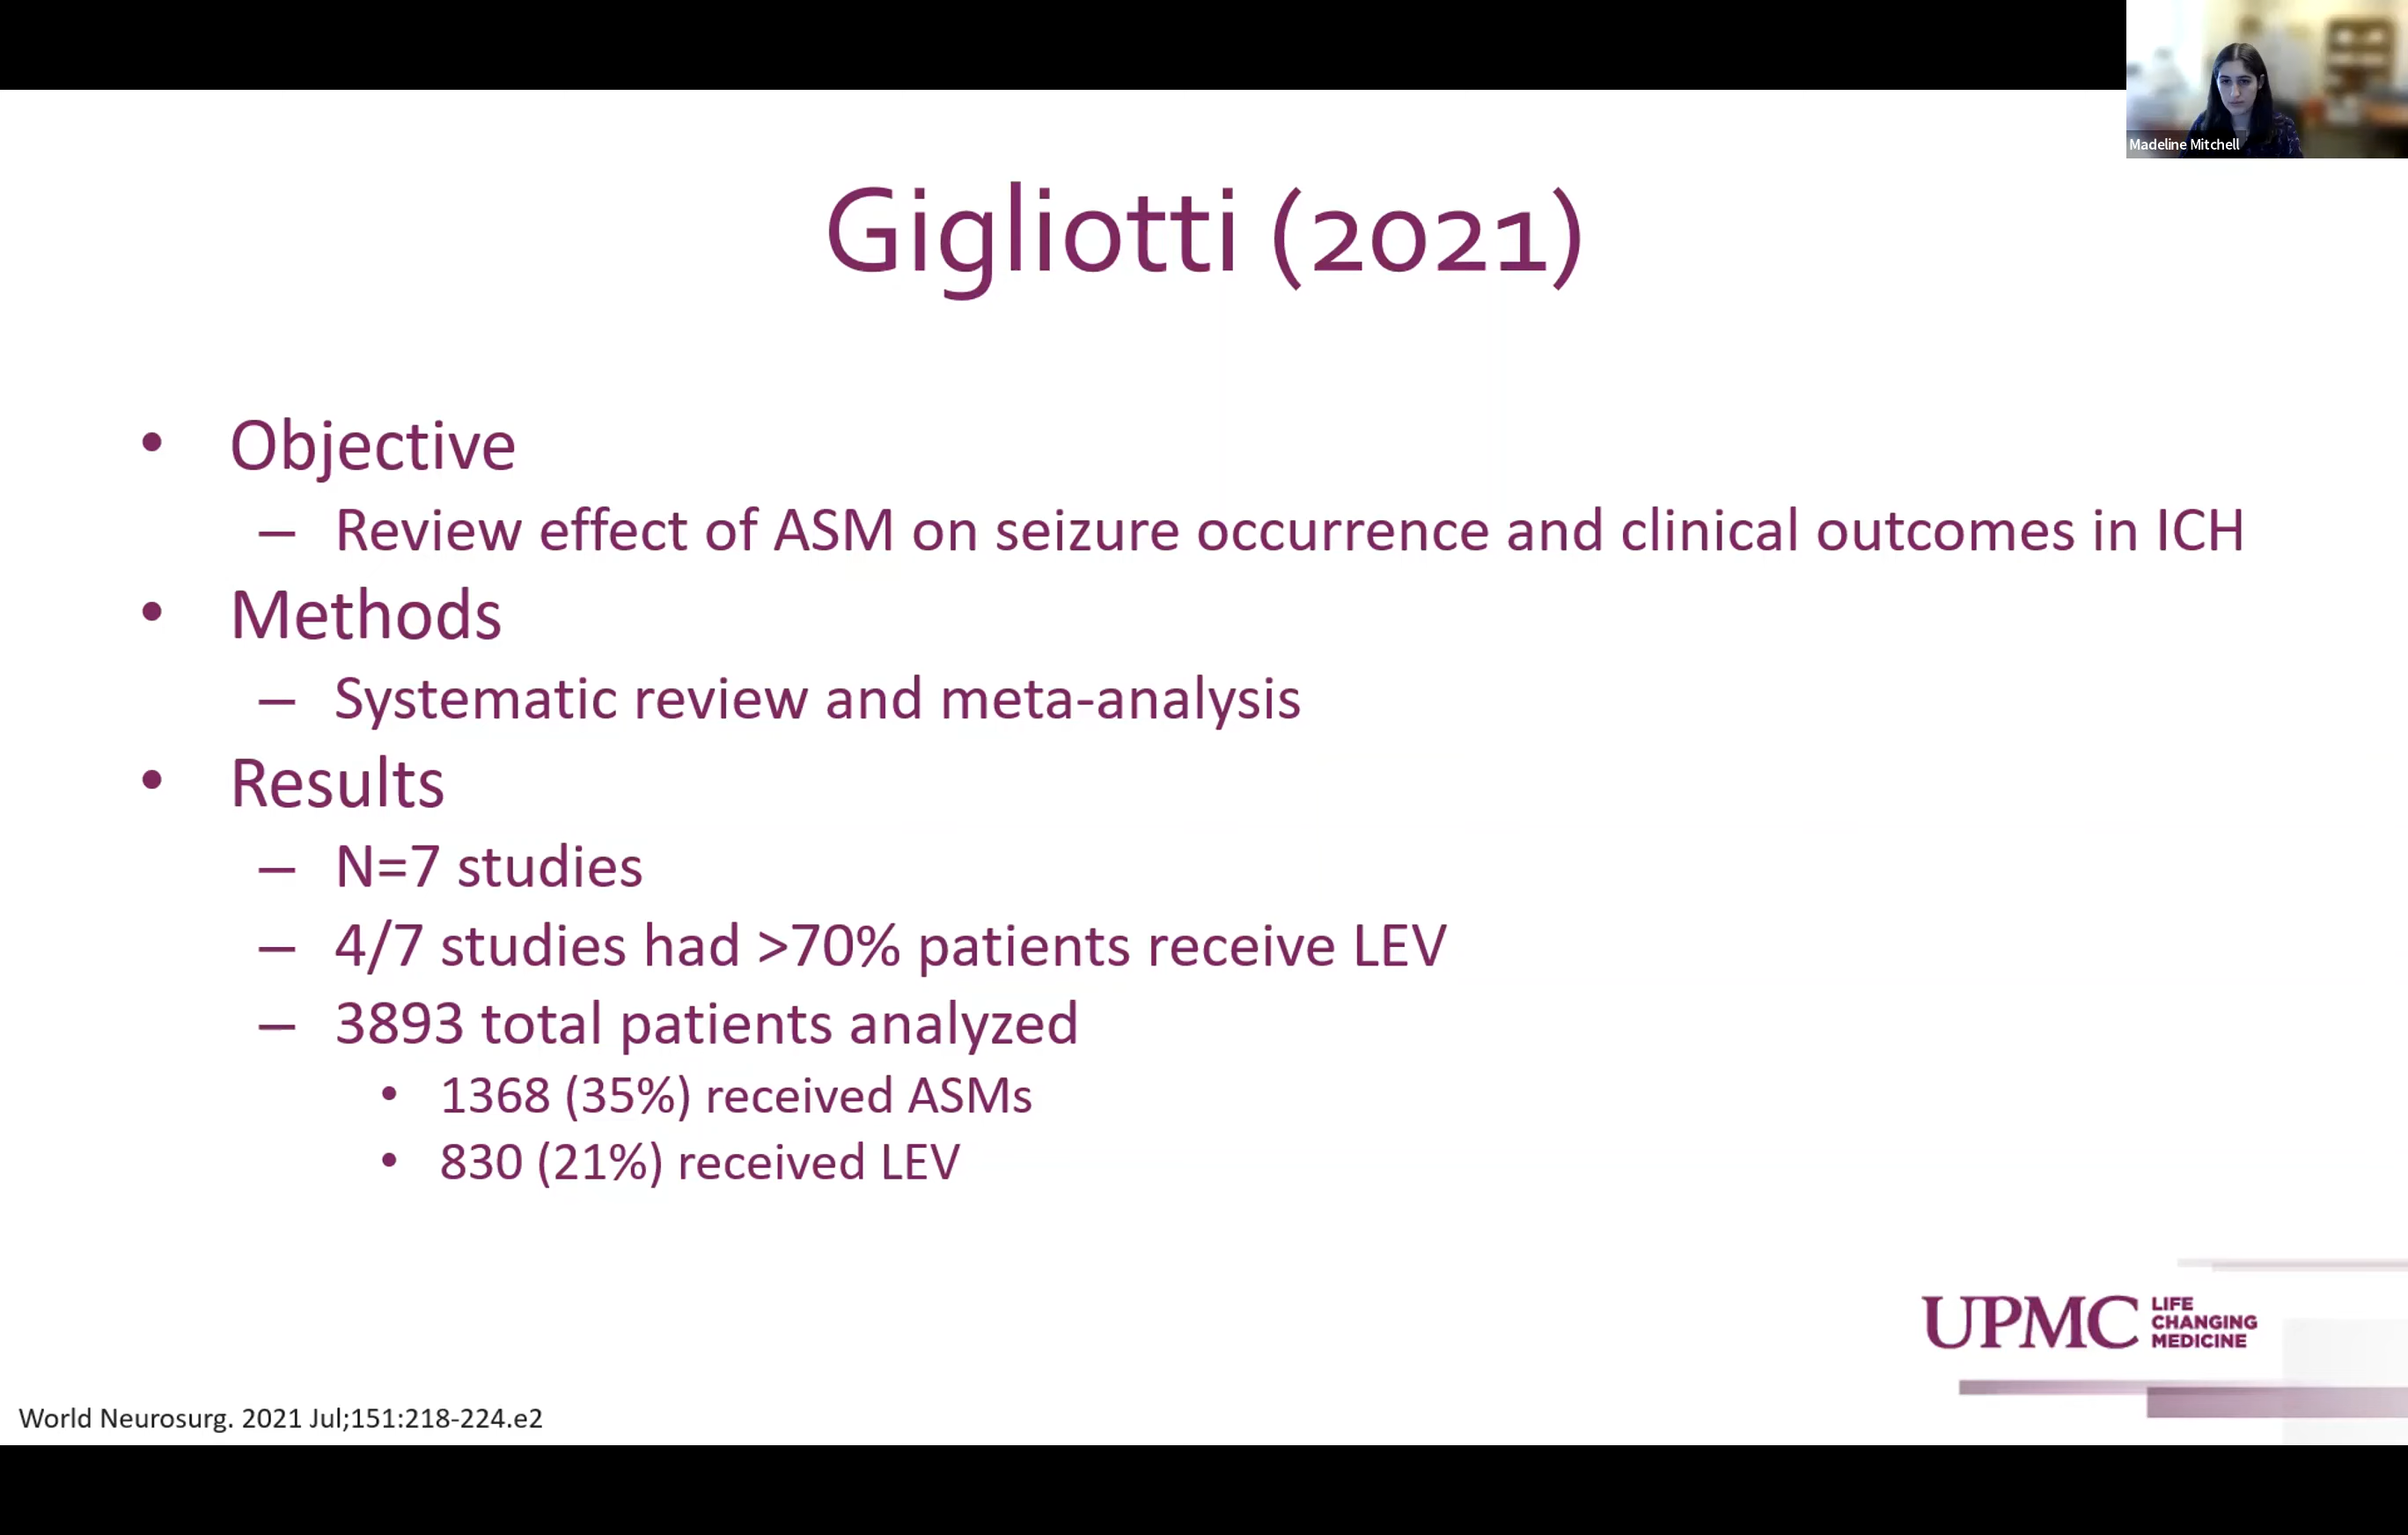 Madeline Mitchell
Gigliotti (2021)
• Objective
– Review effect of ASM on seizure occurrence and clinical outcomes in ICH
• Methods
– Systematic review and meta-analysis
• Results
– N=7 studies
– 4/7 studies had >70% patients receive LEV
– 3893 total patients analyzed
• 1368 (35%) received ASMs
• 830 (21%) received LEV
UPMC LIFE
CHANGING
MEDICINE
World Neurosurg. 2021 Jul;151:218-224.e2